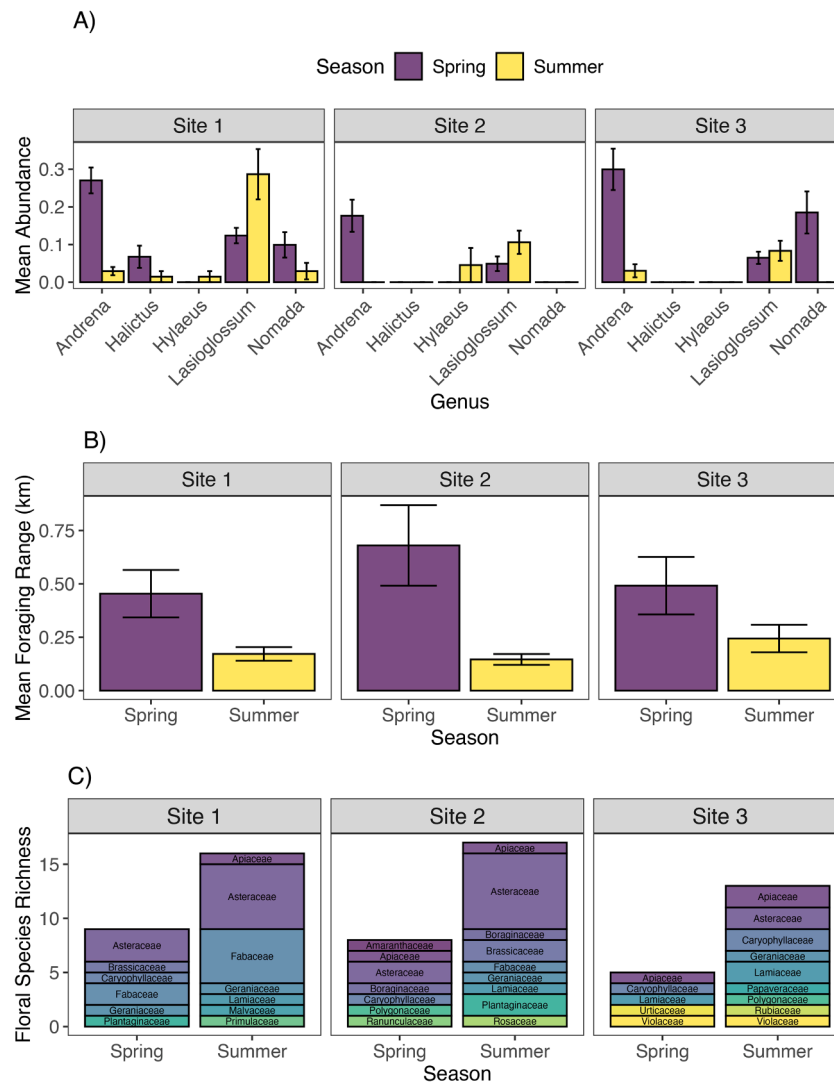 A)
Season Spring Summer
Site 1 Site 2 Site 3
Mean Abundance
0.3
0.2
0.1
0.0
Andrena Halictus Hylaeus Lasioglossum Nomada Andrena Halictus Hylaeus Lasioglossum Nomada Andrena Halictus Hylaeus Lasioglossum Nomada
Genus
B)
Site 1 Site 2 Site 3
Mean Foraging Range (km)
0.75
0.50
0.25
0.00
Spring Summer Spring Summer Spring Summer
Season
C)
Site 1 Site 2 Site 3
Floral Species Richness
15
10
5
0
Asteraceae
Brassicaceae
Caryophyllaceae
Fabaceae
Geraniaceae
Plantaginaceae
Apiaceae
Asteraceae
Fabaceae
Geraniaceae
Lamiaceae
Malvaceae
Primulaceae
Amaranthaceae
Apiaceae
Asteraceae
Boraginaceae
Caryophyllaceae
Polygonaceae
Ranunculaceae
Apiaceae
Asteraceae
Boraginaceae
Brassicaceae
Fabaceae
Geraniaceae
Lamiaceae
Plantaginaceae
Rosaceae
Apiaceae
Caryophyllaceae
Lamiaceae
Urticaceae
Violaceae
Apiaceae
Asteraceae
Caryophyllaceae
Geraniaceae
Lamiaceae
Papaveraceae
Polygonaceae
Rubiaceae
Violaceae
Spring Summer Spring Summer Spring Summer
Season